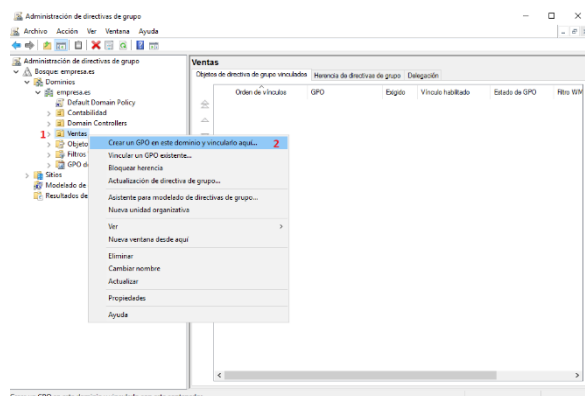 Administración de directivas de grupo
Archivo Acción Ver Ventana Ayuda
Administración de directivas de grupo
Bosque: empresa.es
Dominios
empresa.es
Default Domain Policy
Contabilidad
Domain Controllers
1 Ventas
Objeto
Filtros
GPO d
Sitios
Modelado de
Resultados de
Crear un GPO en este dominio y vincularlo aquí... 2
Vincular un GPO existente...
Bloquear herencia
Actualización de directiva de grupo...
Asistente para modelado de directivas de grupo...
Nueva unidad organizativa
Ver
Nueva ventana desde aquí
Eliminar
Cambiar nombre
Actualizar
Propiedades
Ayuda
Ventas
Objetos de directiva de grupo vinculados Herencia de directivas de grupo Delegación
Orden de vínculos GPO Exigido Vínculo habilitado Estado de GPO Filtro WM